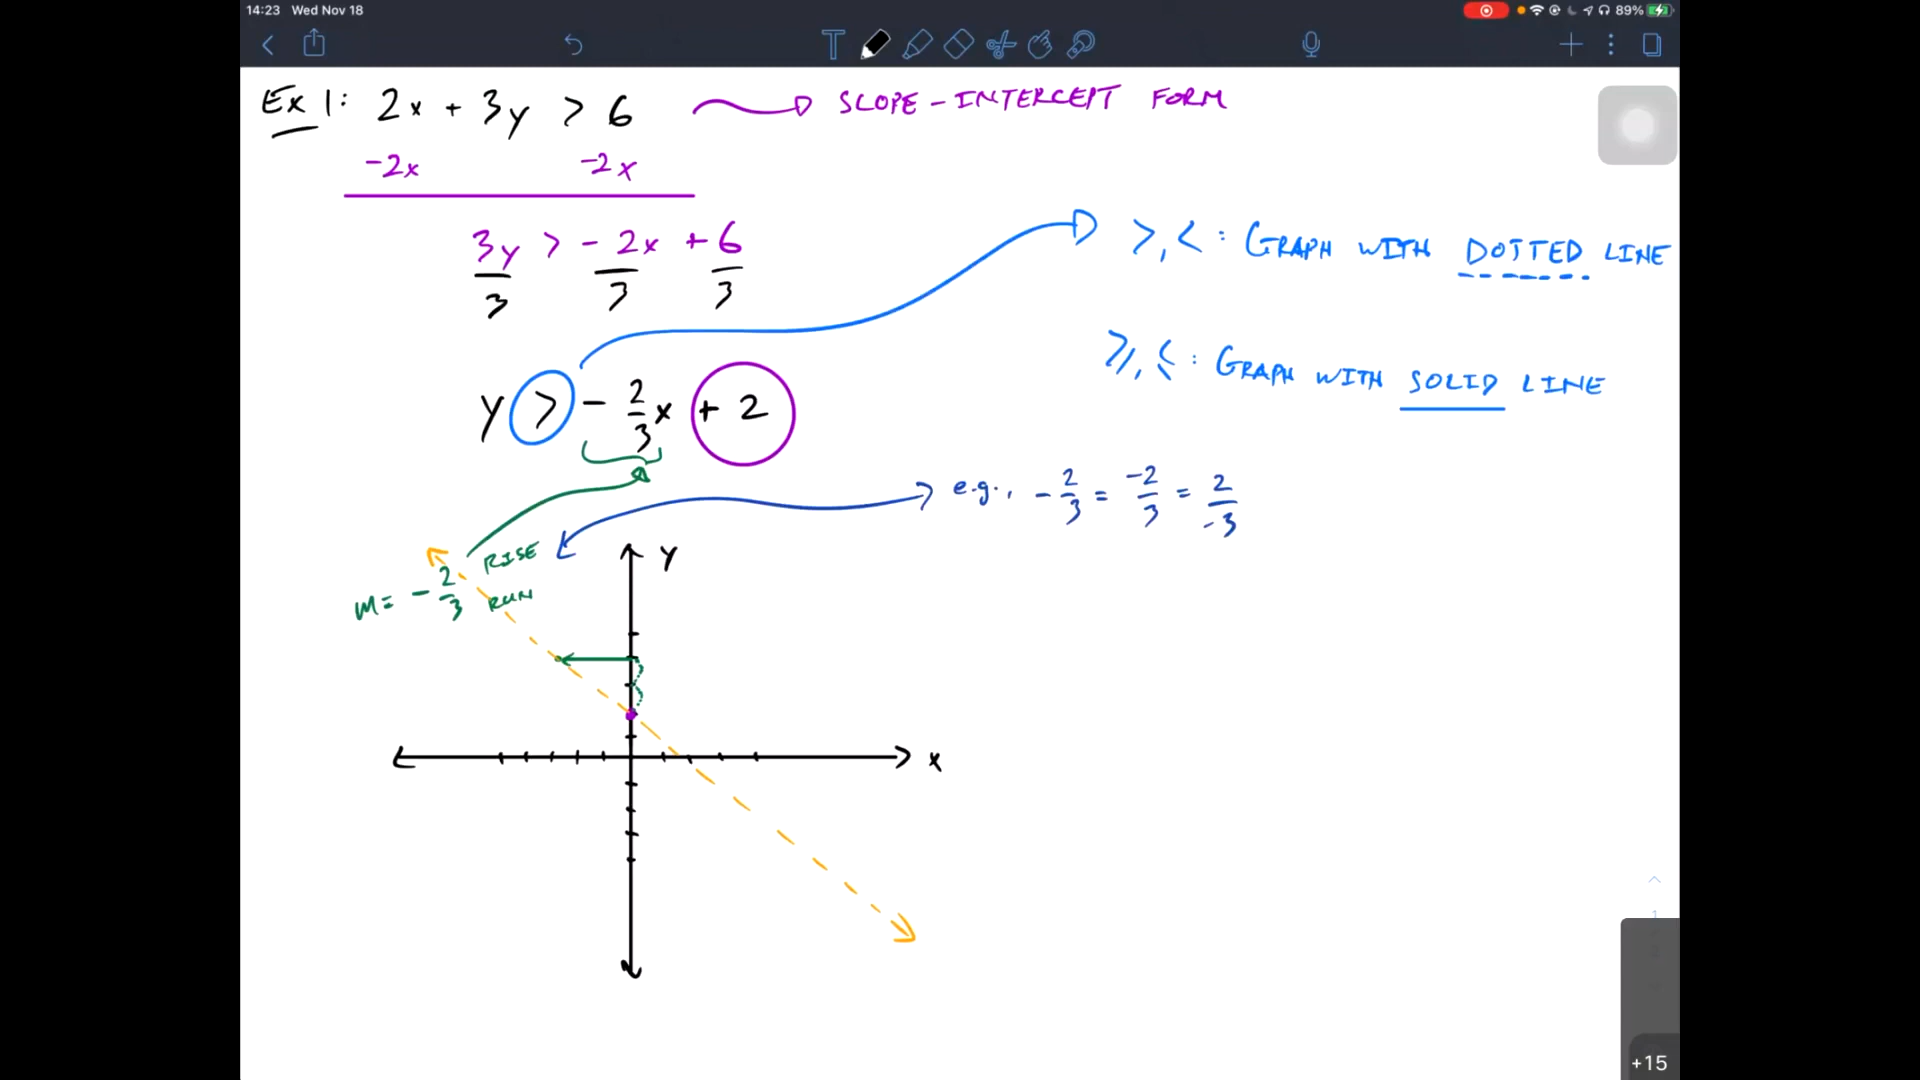 14:23 Wed Nov 18
89%
Ex 1: 2x + 3y > 6 SLOPE-INTERCEPT FORM
-2x -2x
3y > - 2x + 6
3 3 3
>, < : GRAPH WITH DOTTED LINE
≥, ≤ : GRAPH WITH SOLID LINE
y > - 2/3 x + 2
e.g., - 2/3 = -2/3 = 2/-3
m = - 2/3 RISE
RUN
y
x
1
+15